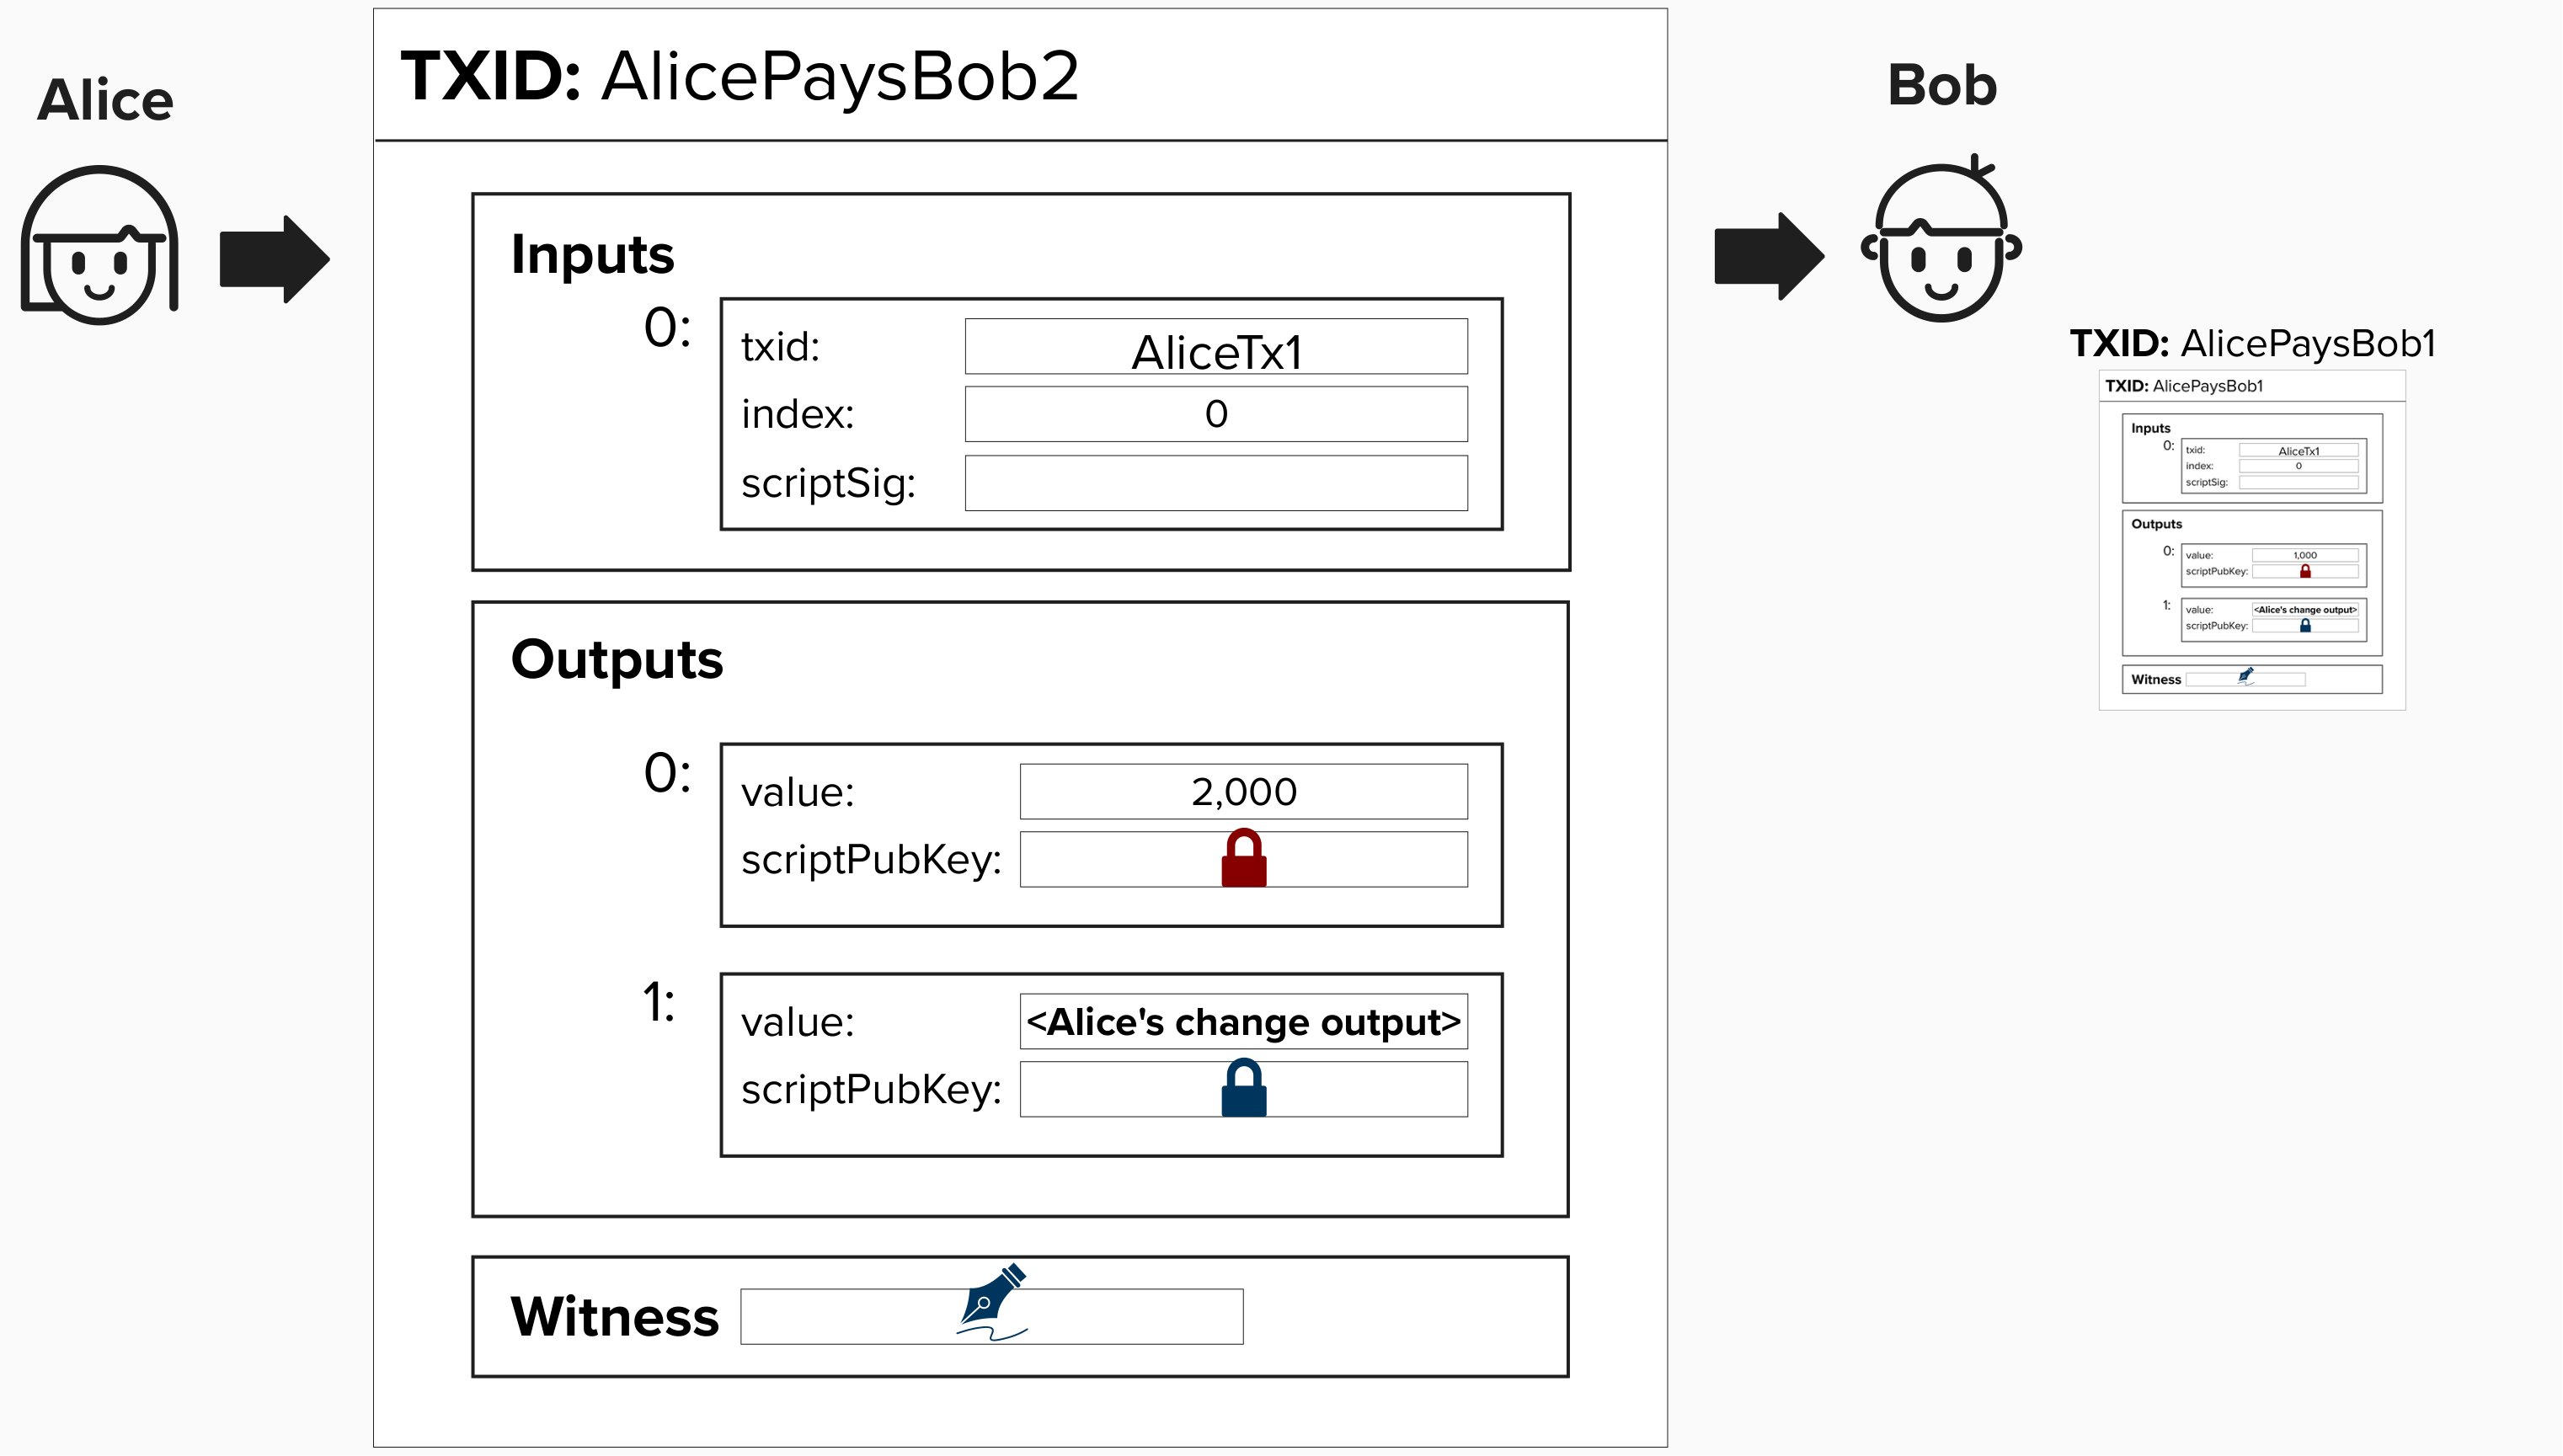 Alice
TXID: AlicePaysBob2
Inputs
0:
txid: AliceTx1
index: 0
scriptSig:
Outputs
0:
value: 2,000
scriptPubKey:
1:
value: <Alice's change output>
scriptPubKey:
Witness
Bob
TXID: AlicePaysBob1
TXID: AlicePaysBob1
Inputs
0:
txid: AliceTx1
index: 0
scriptSig:
Outputs
0:
value: 1,000
scriptPubKey:
1:
value: <Alice's change output>
scriptPubKey:
Witness